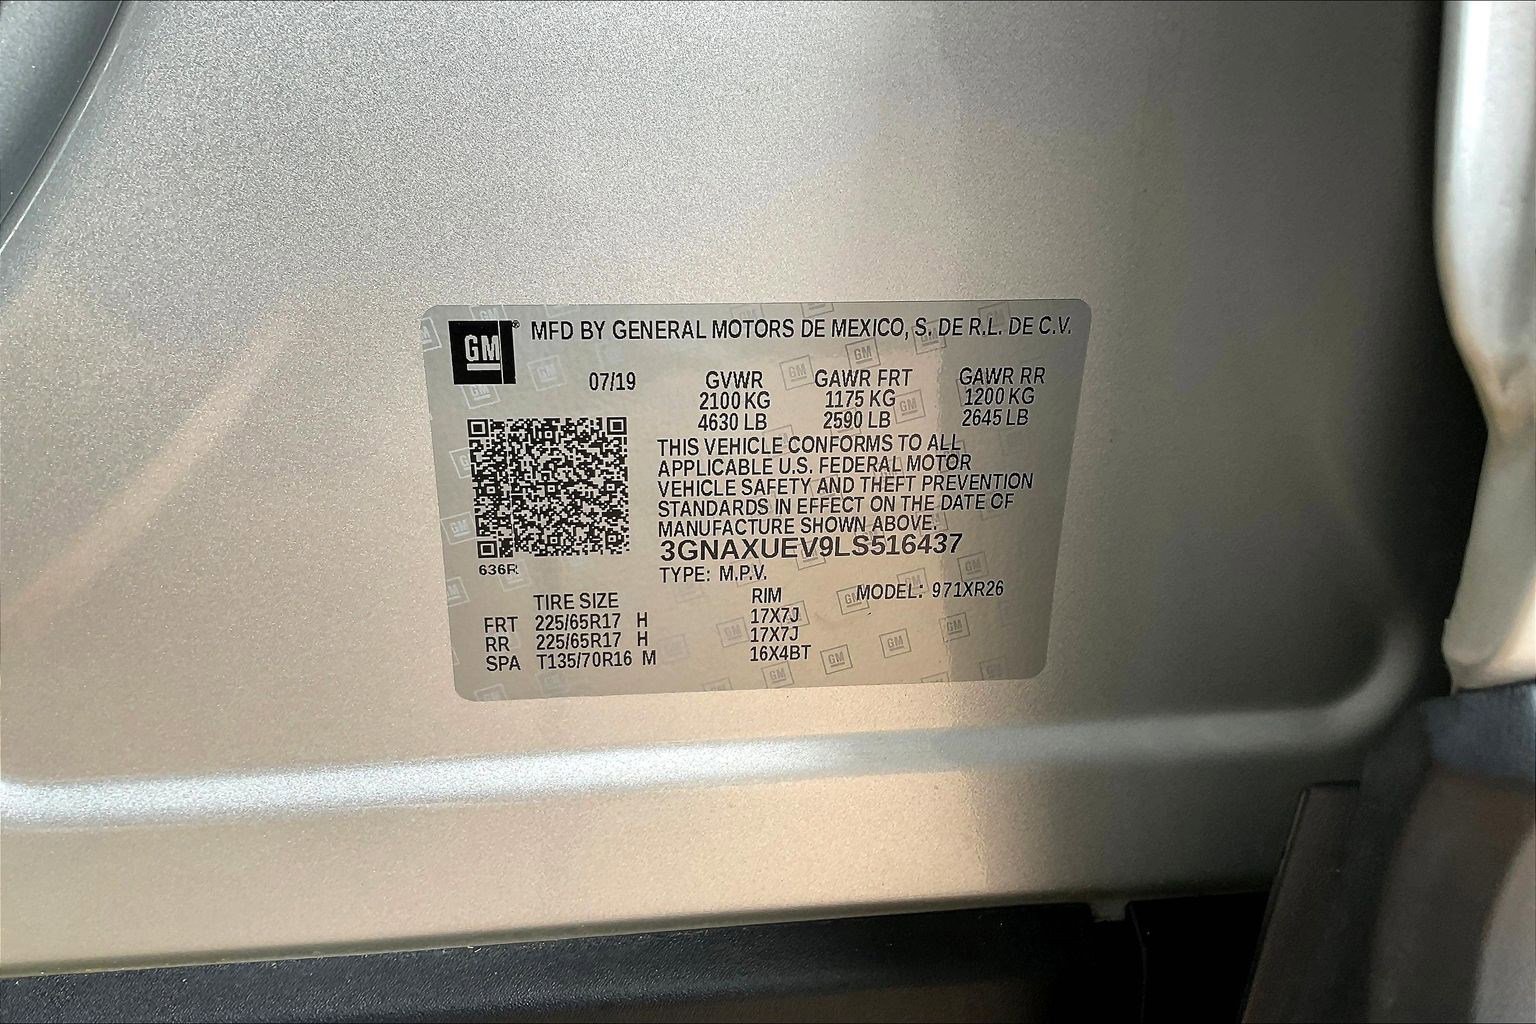 GM® MFD BY GENERAL MOTORS DE MEXICO, S. DE R.L. DE C.V.
07/19 GVWR GAWR FRT GAWR RR
2100 KG 1175 KG 1200 KG
4630 LB 2590 LB 2645 LB
THIS VEHICLE CONFORMS TO ALL
APPLICABLE U.S. FEDERAL MOTOR
VEHICLE SAFETY AND THEFT PREVENTION
STANDARDS IN EFFECT ON THE DATE OF
MANUFACTURE SHOWN ABOVE.
3GNAXUEV9LS516437
636R
TYPE: M.P.V.
MODEL: 971XR26
TIRE SIZE RIM
FRT 225/65R17 H 17X7J
RR 225/65R17 H 17X7J
SPA T135/70R16 M 16X4BT